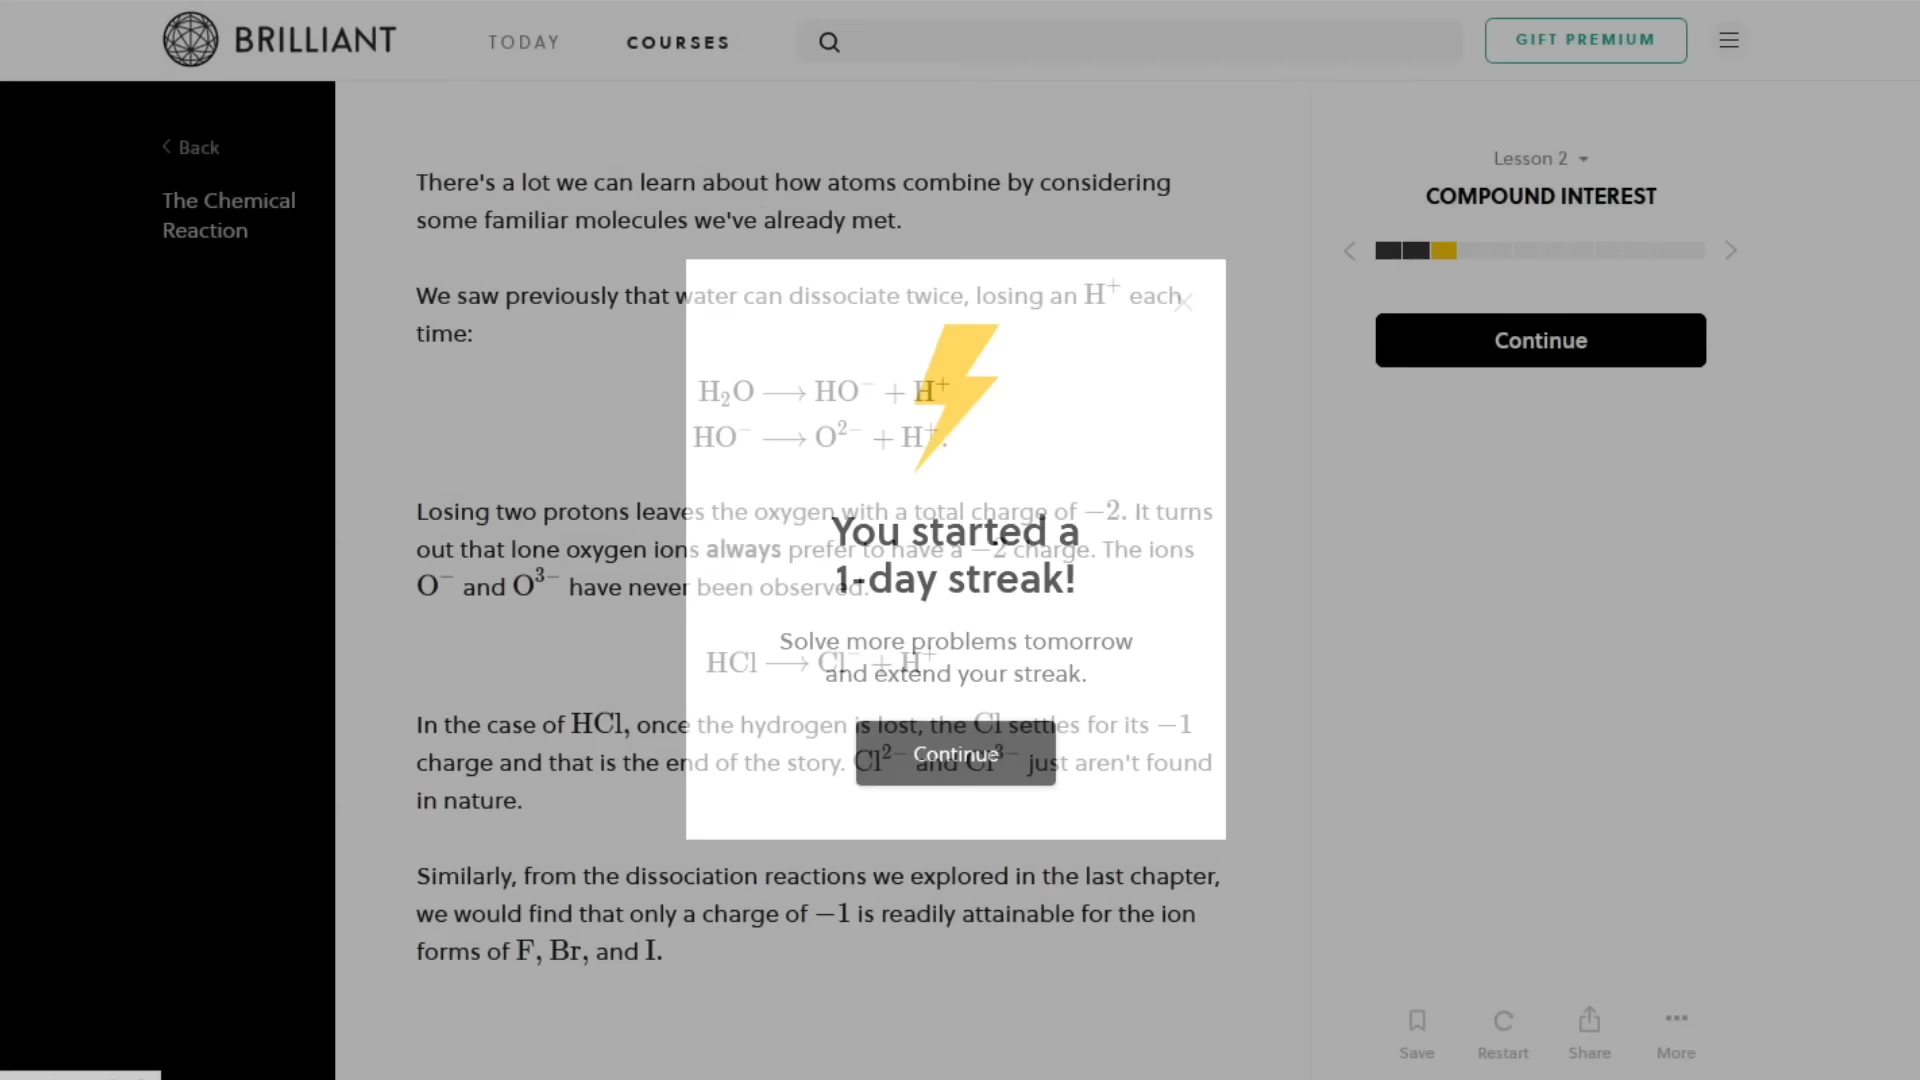 BRILLIANT
TODAY
COURSES
GIFT PREMIUM
Back
The Chemical
Reaction
There's a lot we can learn about how atoms combine by considering
some familiar molecules we've already met.
We saw previously that water can dissociate twice, losing an H⁺ each
time:
H₂O ⟶ HO⁻ + H⁺
HO⁻ ⟶ O²⁻ + H⁺.
Losing two protons leaves the oxygen with a total charge of −2. It turns
out that lone oxygen ions always prefer to have a −2 charge. The ions
O⁻ and O³⁻ have never been observed.
HCl ⟶ Cl⁻ + H⁺
In the case of HCl, once the hydrogen is lost, the Cl settles for its −1
charge and that is the end of the story. Cl²⁻ and Cl³⁻ just aren't found
in nature.
Similarly, from the dissociation reactions we explored in the last chapter,
we would find that only a charge of −1 is readily attainable for the ion
forms of F, Br, and I.
You started a
1-day streak!
Solve more problems tomorrow
and extend your streak.
Continue
Lesson 2
COMPOUND INTEREST
Continue
Save
Restart
Share
More